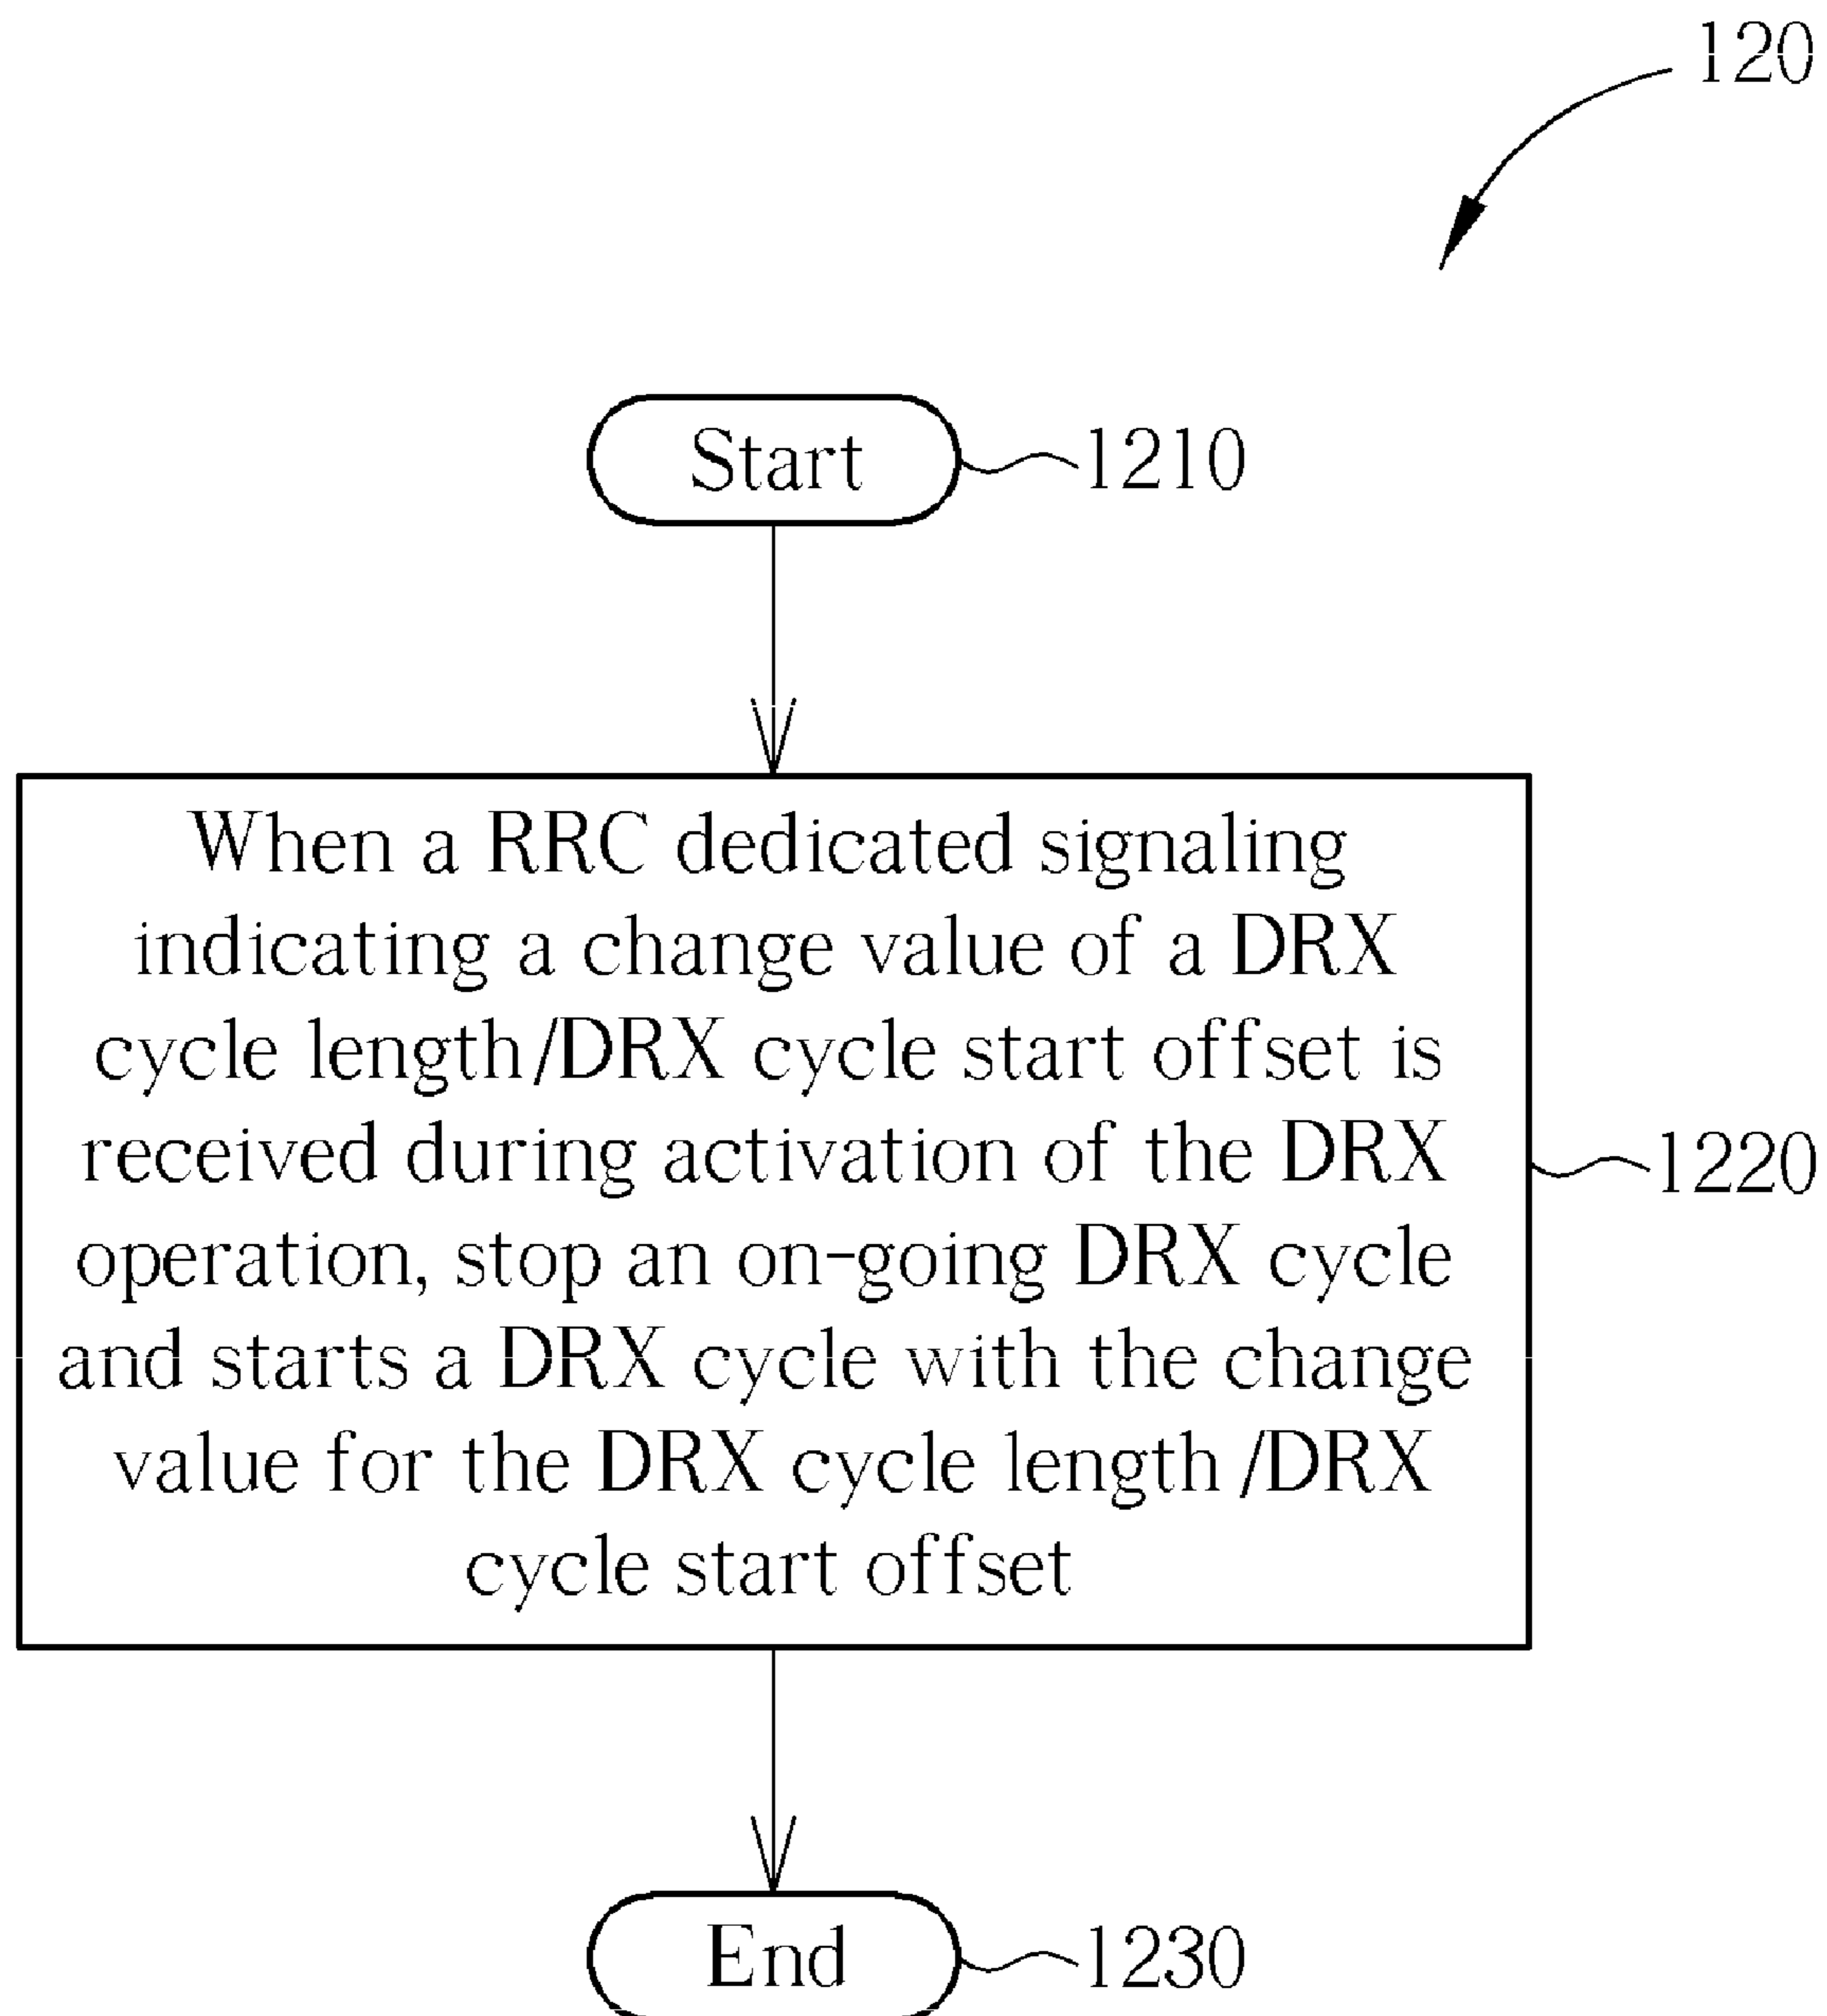 120
Start
1210
When a RRC dedicated signaling
indicating a change value of a DRX
cycle length/DRX cycle start offset is
received during activation of the DRX
operation, stop an on-going DRX cycle
and starts a DRX cycle with the change
value for the DRX cycle length/DRX
cycle start offset
1220
End
1230